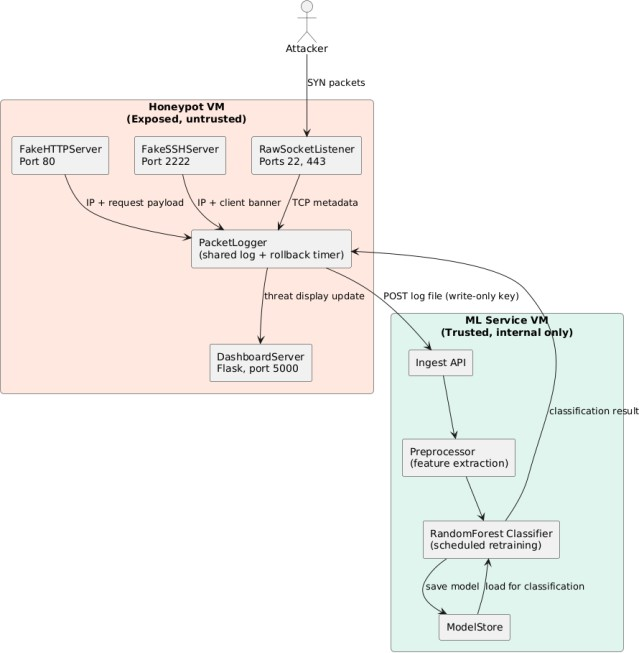 Attacker
SYN packets
Honeypot VM
(Exposed, untrusted)
FakeHTTPServer
Port 80
FakeSSHServer
Port 2222
RawSocketListener
Ports 22, 443
IP + request payload
IP + client banner
TCP metadata
PacketLogger
(shared log + rollback timer)
threat display update
POST log file (write-only key)
DashboardServer
Flask, port 5000
ML Service VM
(Trusted, internal only)
Ingest API
classification result
Preprocessor
(feature extraction)
RandomForest Classifier
(scheduled retraining)
save model
load for classification
ModelStore